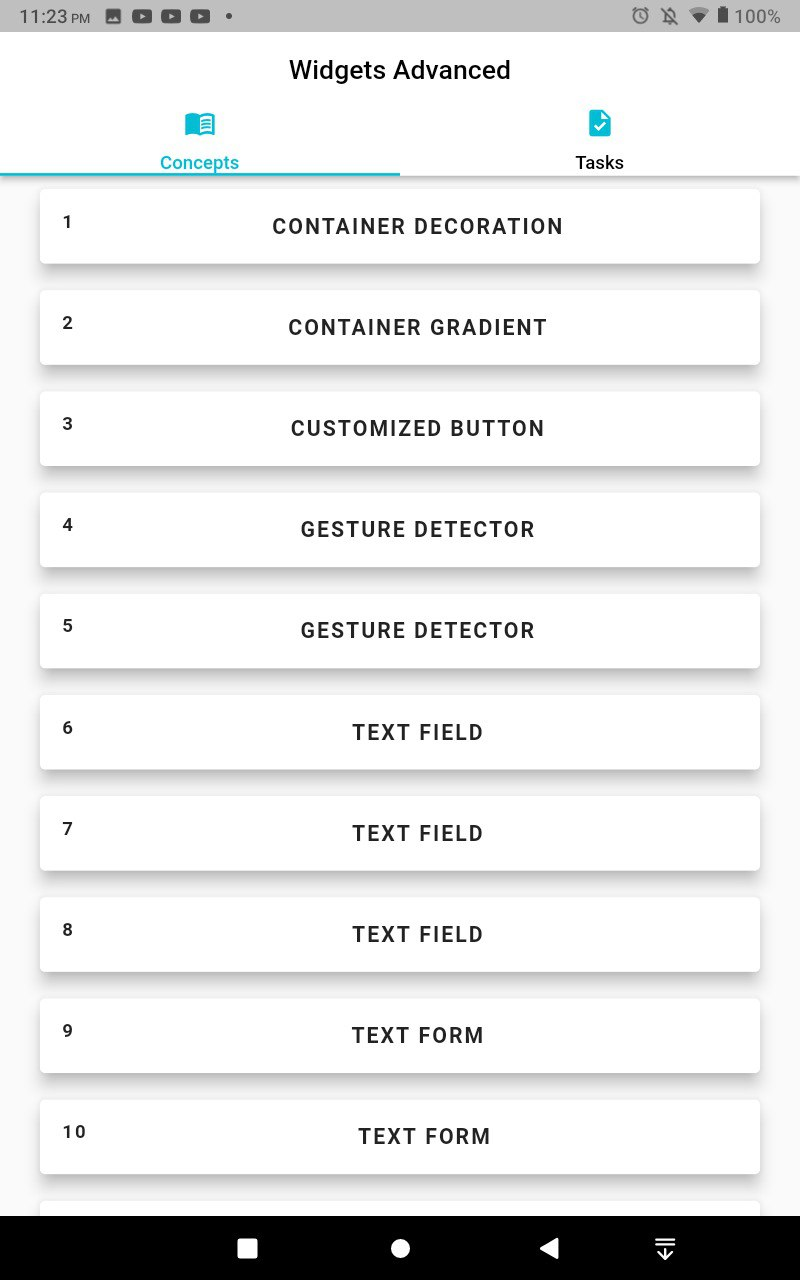 11:23 PM 100%
Widgets Advanced
Concepts Tasks
1 CONTAINER DECORATION
2 CONTAINER GRADIENT
3 CUSTOMIZED BUTTON
4 GESTURE DETECTOR
5 GESTURE DETECTOR
6 TEXT FIELD
7 TEXT FIELD
8 TEXT FIELD
9 TEXT FORM
10 TEXT FORM